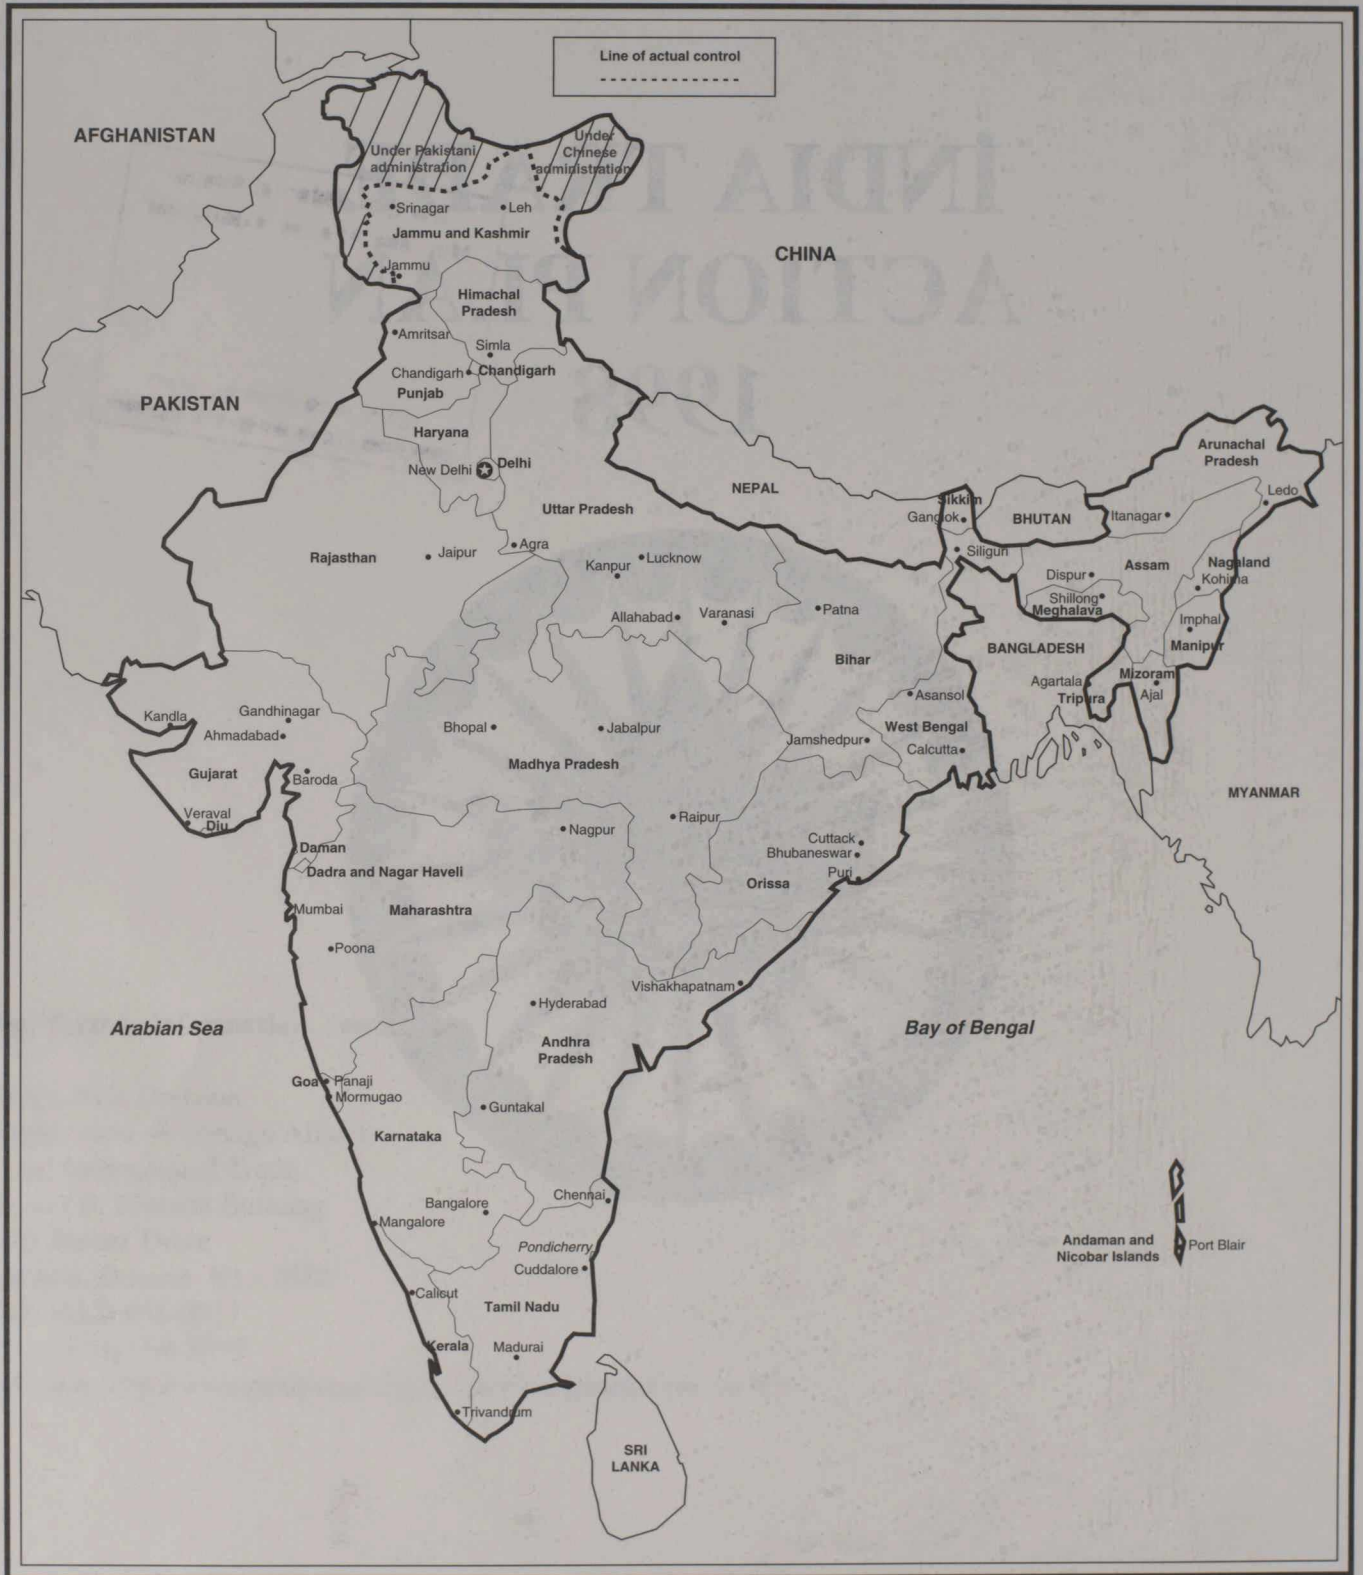 Line of actual control
AFGHANISTAN
Under Pakistani
administration
Under
Chinese
administration
Srinagar
Leh
Jammu and Kashmir
CHINA
Jammu
Himachal
Pradesh
Amritsar
Simla
Chandigarh
Chandigarh
Punjab
PAKISTAN
Haryana
Arunachal
Pradesh
New Delhi
Delhi
NEPAL
Ledo
Sikkim
Gangtok
BHUTAN
Itanagar
Uttar Pradesh
Rajasthan
Jaipur
Agra
Lucknow
Kanpur
Siliguri
Assam
Nagaland
Dispur
Kohima
Shillong
Meghalava
Allahabad
Varanasi
Patna
Imphal
Manipur
BANGLADESH
Bihar
Mizoram
Agartala
Tripura
Ajal
Asansol
Kandla
Gandhinagar
Ahmadabad
Bhopal
Jabalpur
West Bengal
Jamshedpur
Calcutta
Madhya Pradesh
Gujarat
Baroda
MYANMAR
Veraval
Diu
Raipur
Nagpur
Cuttack
Bhubaneswar
Puri
Daman
Dadra and Nagar Haveli
Orissa
Mumbai
Maharashtra
Poona
Vishakhapatnam
Hyderabad
Arabian Sea
Bay of Bengal
Andhra
Pradesh
Goa
Panaji
Mormugao
Guntakal
Karnataka
Chennai
Bangalore
Mangalore
Pondicherry
Andaman and
Nicobar Islands
Port Blair
Cuddalore
Calicut
Tamil Nadu
Kerala
Madurai
Trivandrum
SRI
LANKA